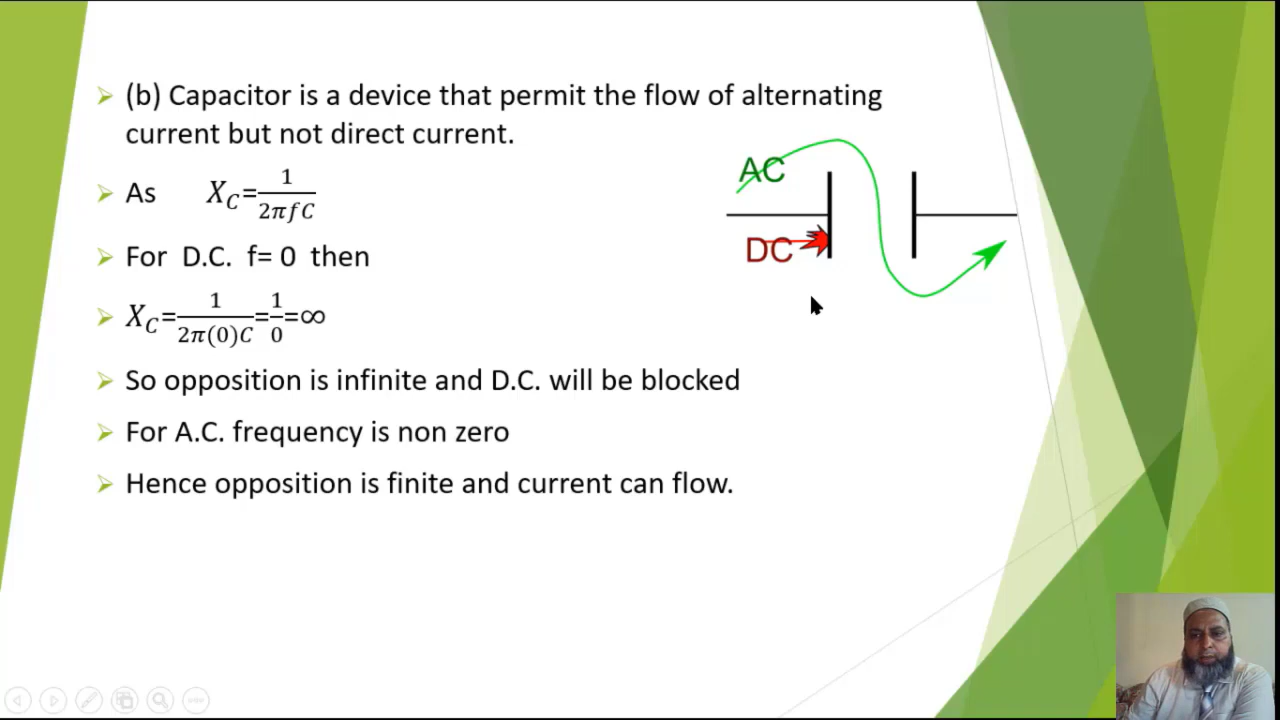 (b) Capacitor is a device that permit the flow of alternating
current but not direct current.
As X_C=1/2πfC
For D.C. f= 0 then
X_C=1/2π(0)C=1/0=∞
So opposition is infinite and D.C. will be blocked
For A.C. frequency is non zero
Hence opposition is finite and current can flow.
AC
DC